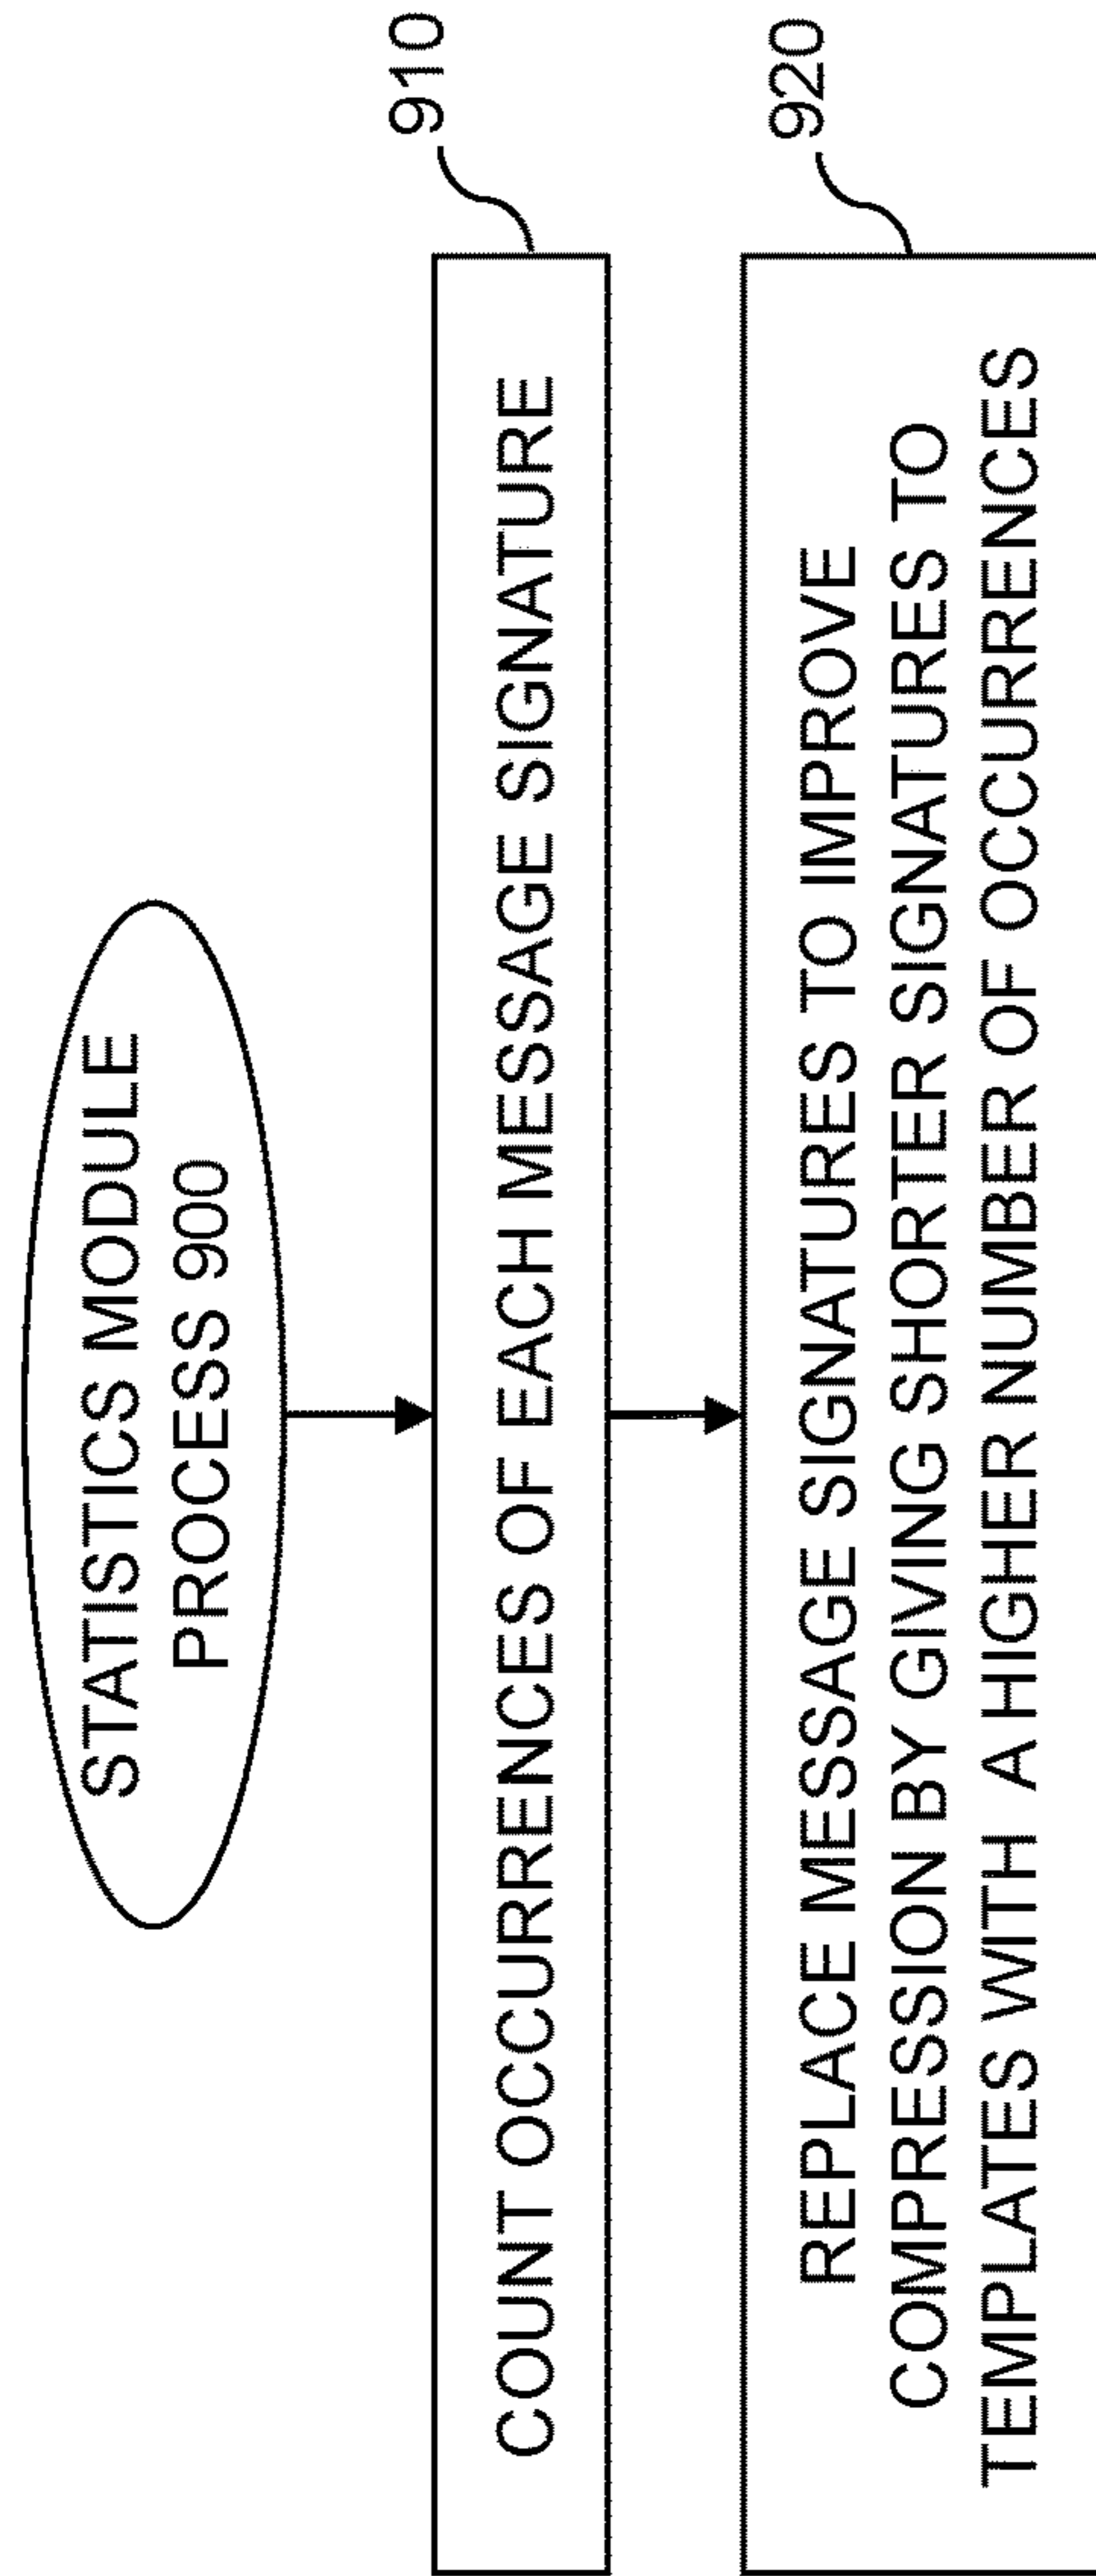 STATISTICS MODULE
PROCESS 900
910
COUNT OCCURRENCES OF EACH MESSAGE SIGNATURE
920
REPLACE MESSAGE SIGNATURES TO IMPROVE
COMPRESSION BY GIVING SHORTER SIGNATURES TO
TEMPLATES WITH A HIGHER NUMBER OF OCCURRENCES